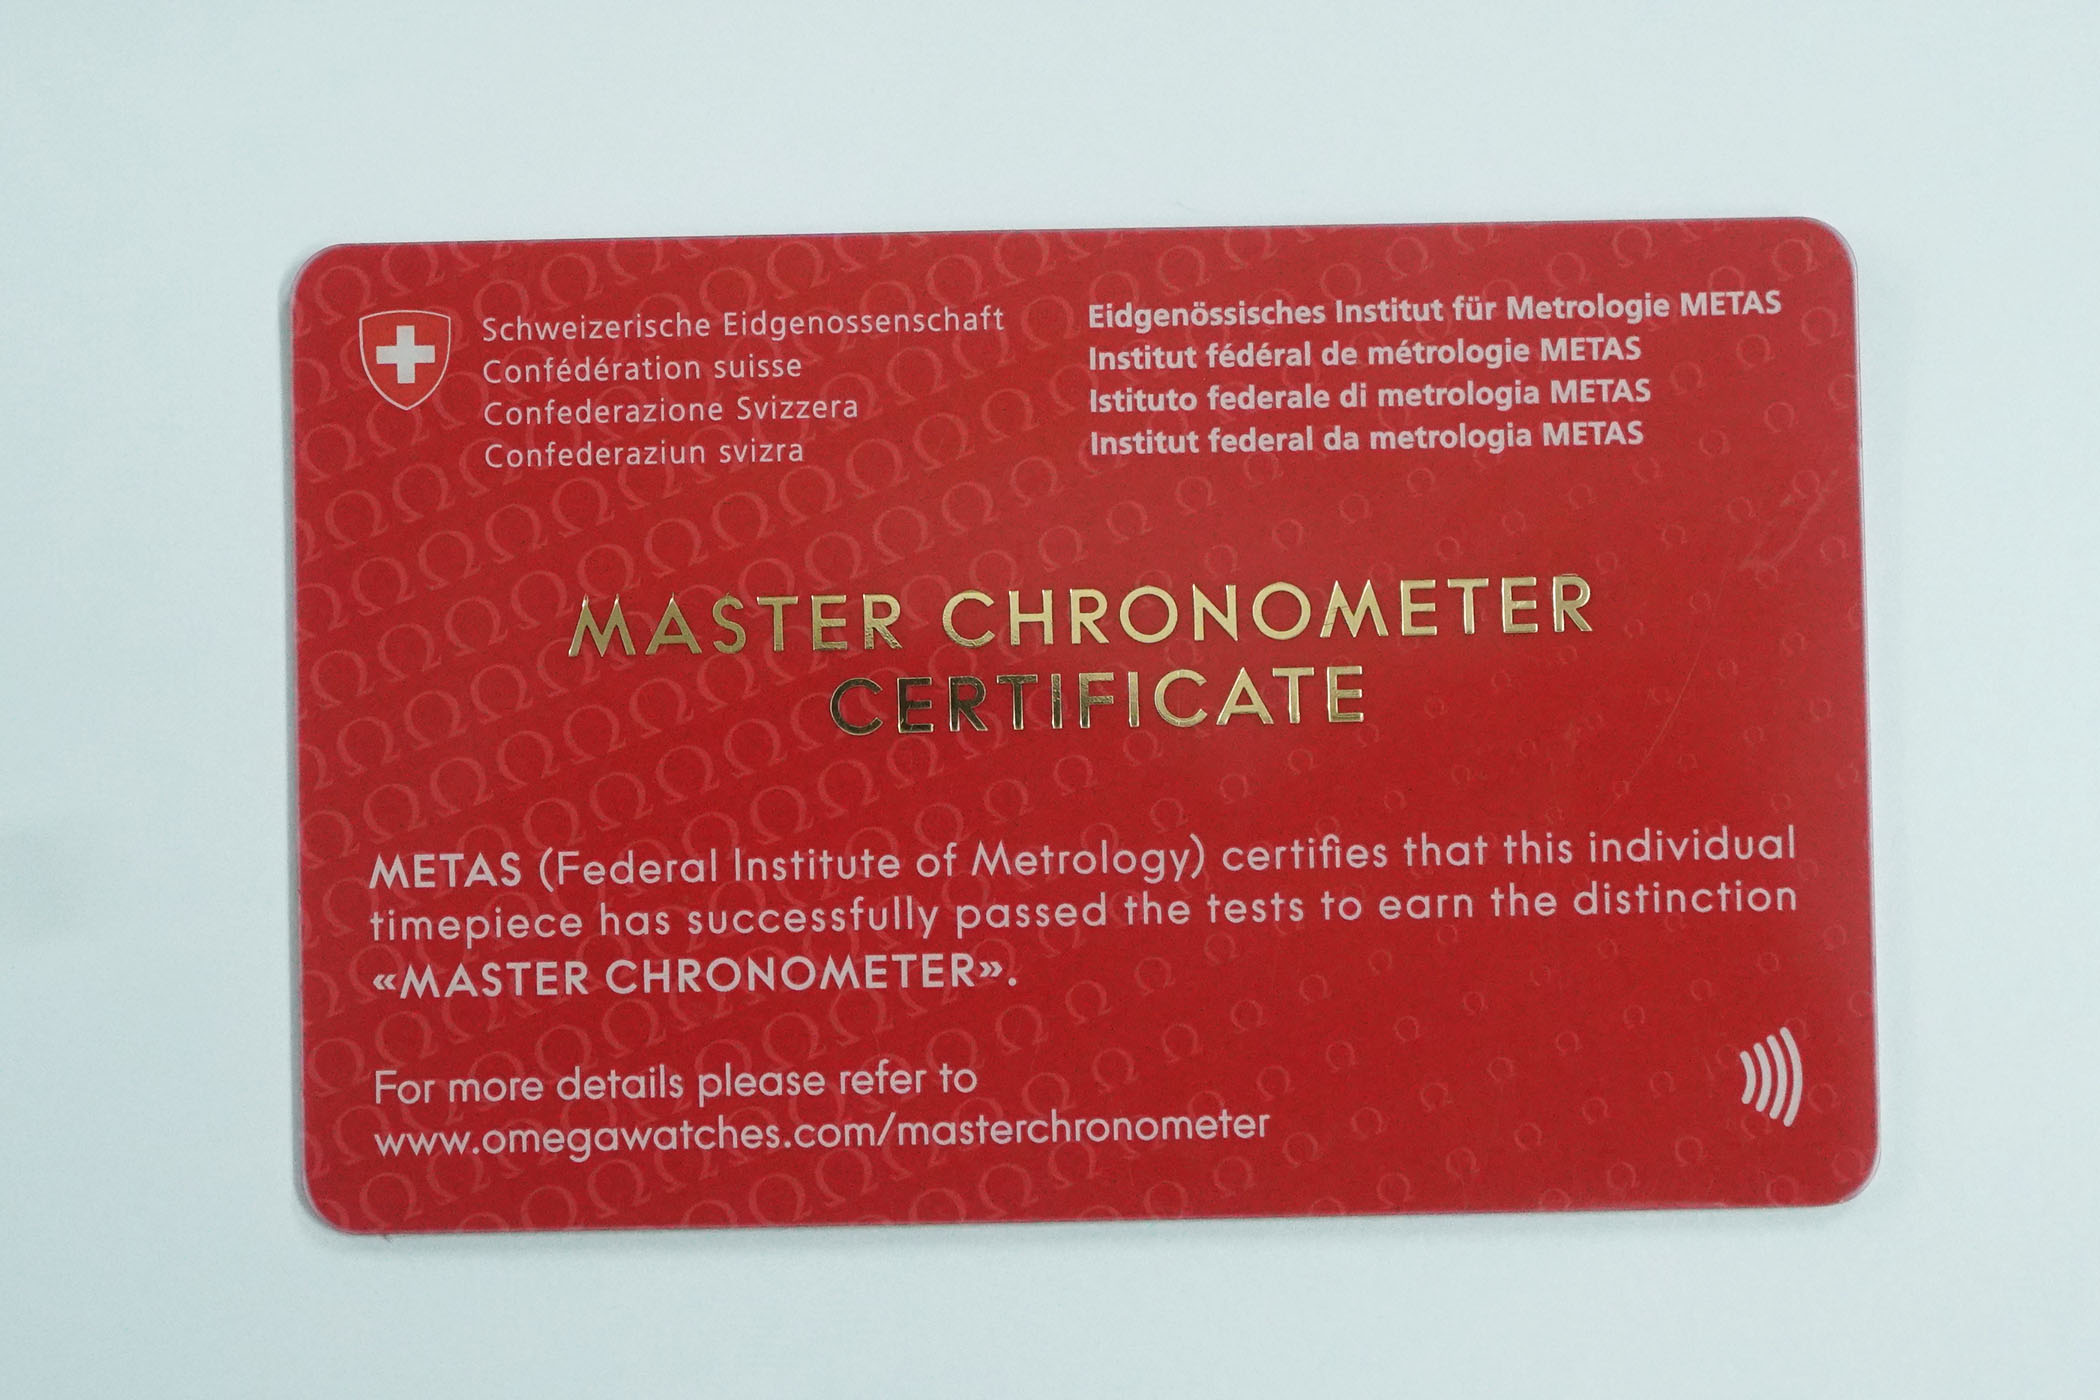 Schweizerische Eidgenossenschaft
Confédération suisse
Confederazione Svizzera
Confederaziun svizra
Eidgenössisches Institut für Metrologie METAS
Institut fédéral de métrologie METAS
Istituto federale di metrologia METAS
Institut federal da metrologia METAS
MASTER CHRONOMETER
CERTIFICATE
METAS (Federal Institute of Metrology) certifies that this individual
timepiece has successfully passed the tests to earn the distinction
«MASTER CHRONOMETER».
For more details please refer to
www.omegawatches.com/masterchronometer